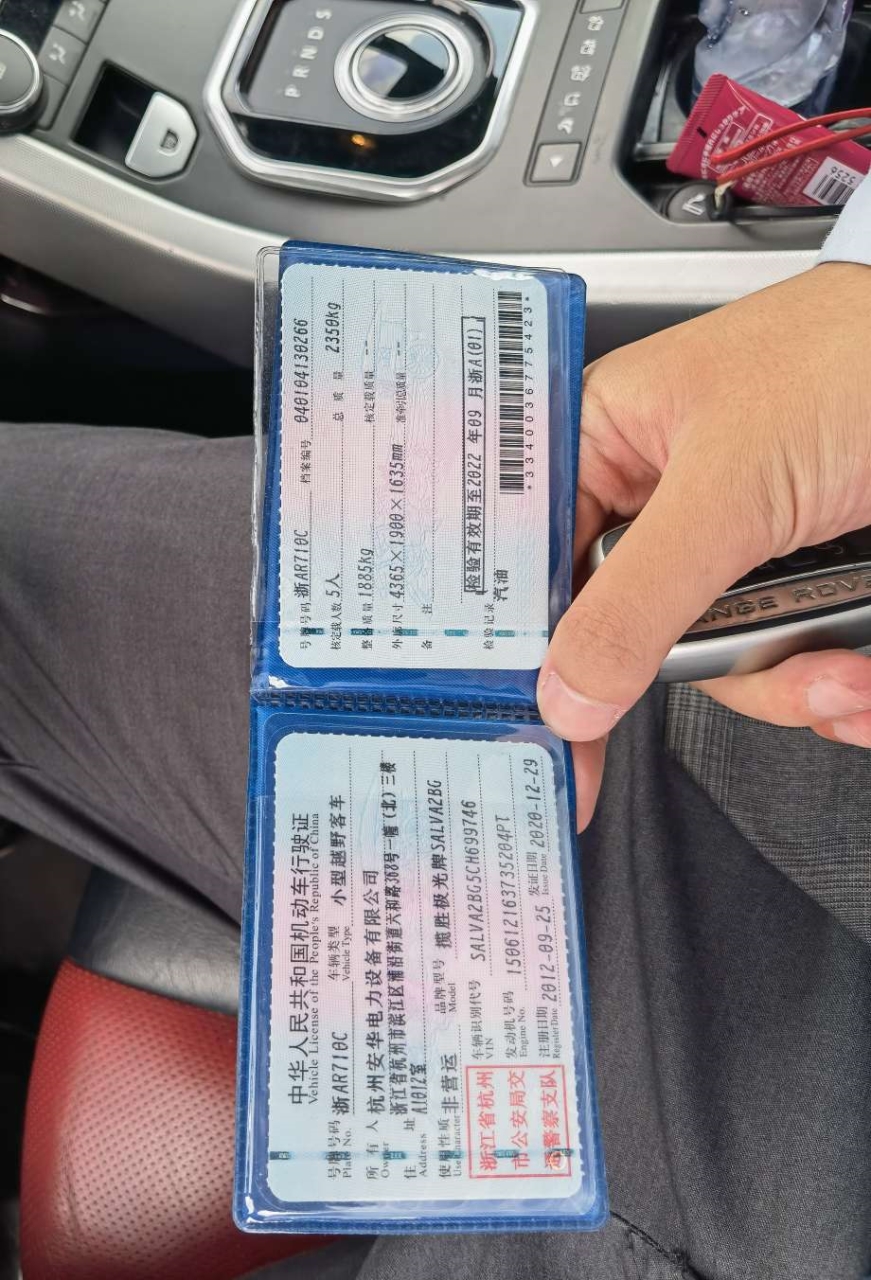 中华人民共和国机动车行驶证
Vehicle License of the People's Republic of China
号牌号码 浙AR710C 车辆类型 小型越野客车
Plate No. Vehicle Type
所有人 杭州安华电力设备有限公司
Owner
住址 浙江省杭州市滨江区浦沿街道六和路368号一幢(北)三楼
Address A1012室
使用性质 非营运 品牌型号 揽胜极光牌SALVA2BG
Use Character Model
浙江省杭州
市公安局交
通警察支队
车辆识别代号 SALVA2BG5CH699746
VIN
发动机号码 150612163735204PT
Engine No.
注册日期 2012-09-25 发证日期 2020-12-29
Register Date Issue Date
号牌号码 浙AR710C 档案编号 040104130266
核定载人数 5人 总质量 2350kg
整备质量 1885kg 核定载质量 --
外廓尺寸 4365×1900×1635mm 准牵引总质量 --
备注
检验有效期至2022年09月浙A(01)
检验记录 汽油
*3340036775423*
P R N D S
RANGE ROVE
5256